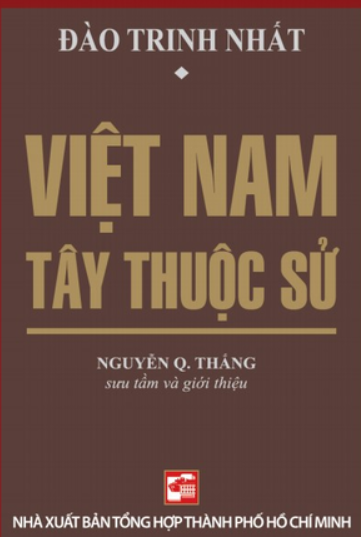 ĐÀO TRINH NHẤT
VIỆT NAM
TÂY THUỘC SỬ
NGUYỄN Q. THẮNG
sưu tầm và giới thiệu
NHÀ XUẤT BẢN TỔNG HỢP THÀNH PHỐ HỒ CHÍ MINH